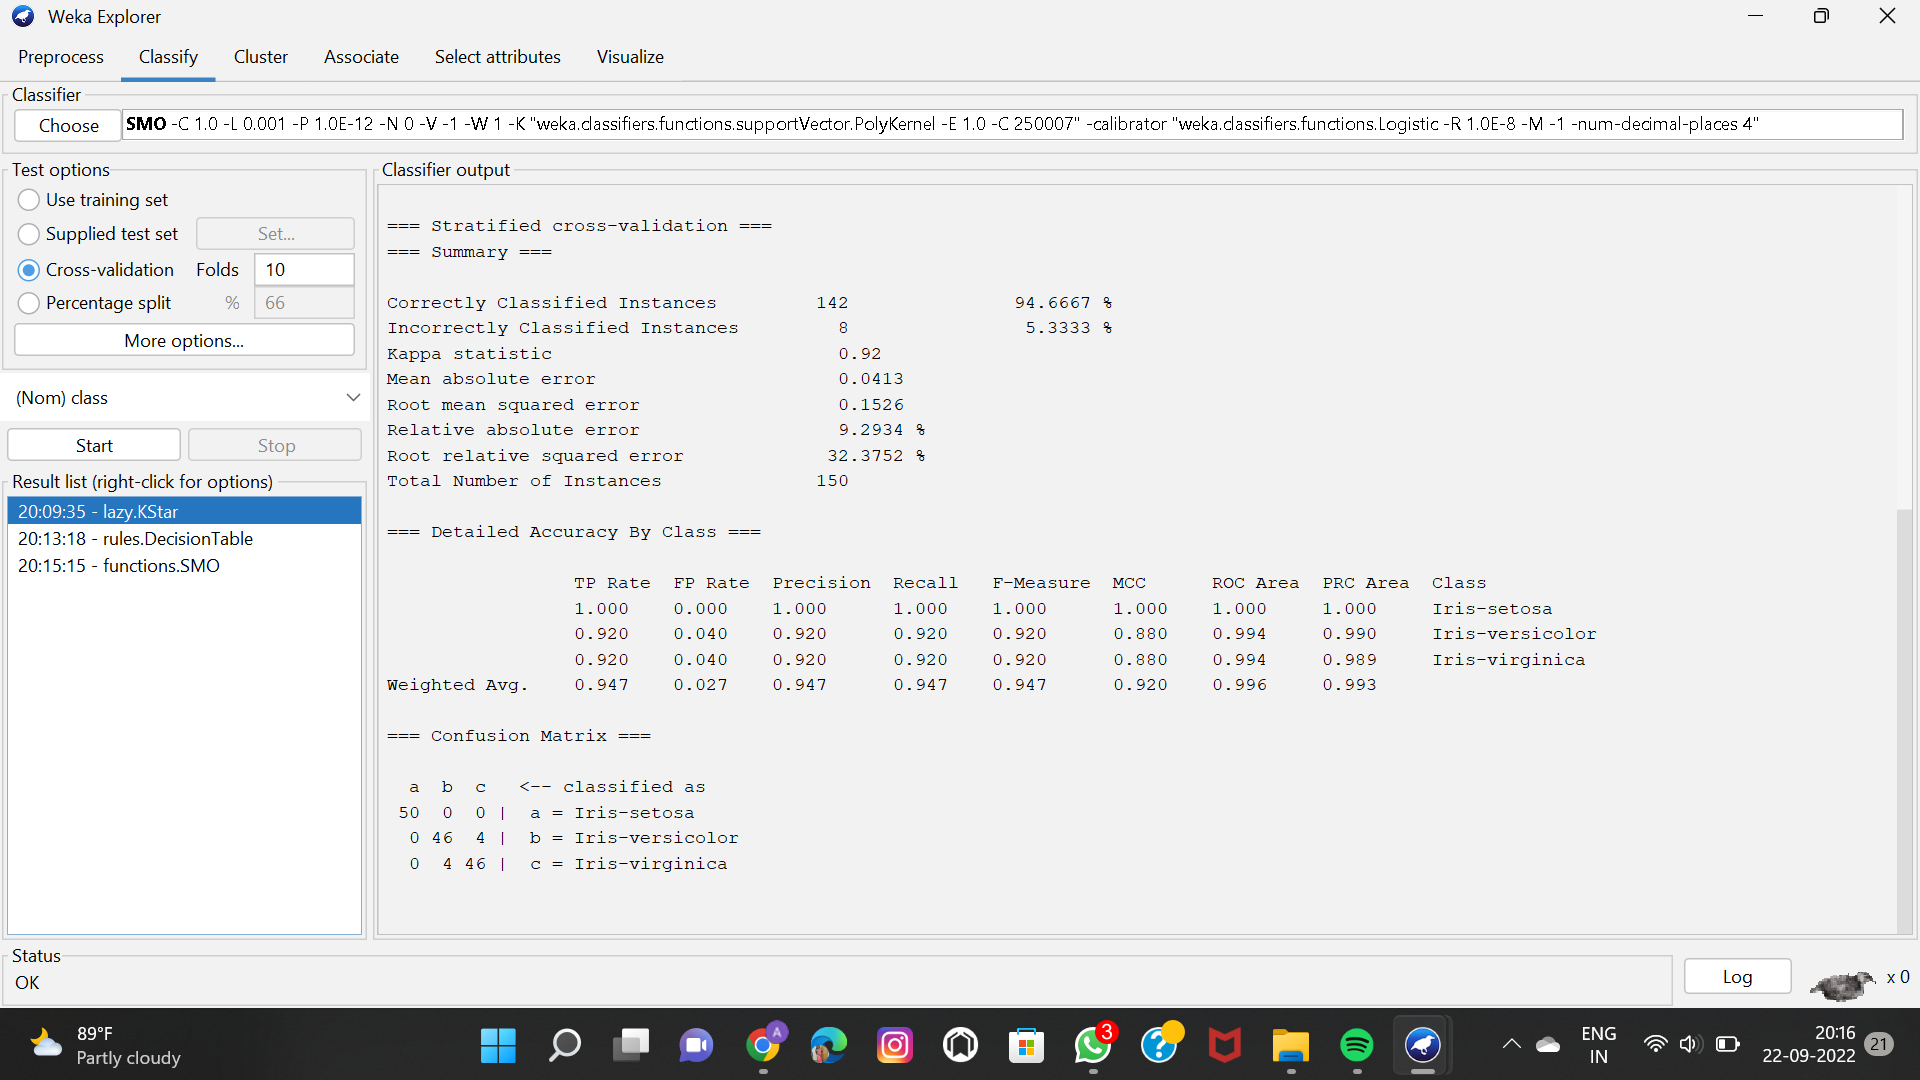 Weka Explorer
Preprocess Classify Cluster Associate Select attributes Visualize
Classifier
Choose SMO -C 1.0 -L 0.001 -P 1.0E-12 -N 0 -V -1 -W 1 -K "weka.classifiers.functions.supportVector.PolyKernel -E 1.0 -C 250007" -calibrator "weka.classifiers.functions.Logistic -R 1.0E-8 -M -1 -num-decimal-places 4"
Test options
Use training set
Supplied test set Set...
Cross-validation Folds 10
Percentage split % 66
More options...
(Nom) class
Start Stop
Result list (right-click for options)
20:09:35 - lazy.KStar
20:13:18 - rules.DecisionTable
20:15:15 - functions.SMO
Classifier output
=== Stratified cross-validation ===
=== Summary ===
Correctly Classified Instances 142 94.6667 %
Incorrectly Classified Instances 8 5.3333 %
Kappa statistic 0.92
Mean absolute error 0.0413
Root mean squared error 0.1526
Relative absolute error 9.2934 %
Root relative squared error 32.3752 %
Total Number of Instances 150
=== Detailed Accuracy By Class ===
TP Rate FP Rate Precision Recall F-Measure MCC ROC Area PRC Area Class
1.000 0.000 1.000 1.000 1.000 1.000 1.000 1.000 Iris-setosa
0.920 0.040 0.920 0.920 0.920 0.880 0.994 0.990 Iris-versicolor
0.920 0.040 0.920 0.920 0.920 0.880 0.994 0.989 Iris-virginica
Weighted Avg. 0.947 0.027 0.947 0.947 0.947 0.920 0.996 0.993
=== Confusion Matrix ===
a b c <-- classified as
50 0 0 | a = Iris-setosa
0 46 4 | b = Iris-versicolor
0 4 46 | c = Iris-virginica
Status
OK
Log x 0
89°F
Partly cloudy
A
3
ENG
IN
20:16
22-09-2022
21